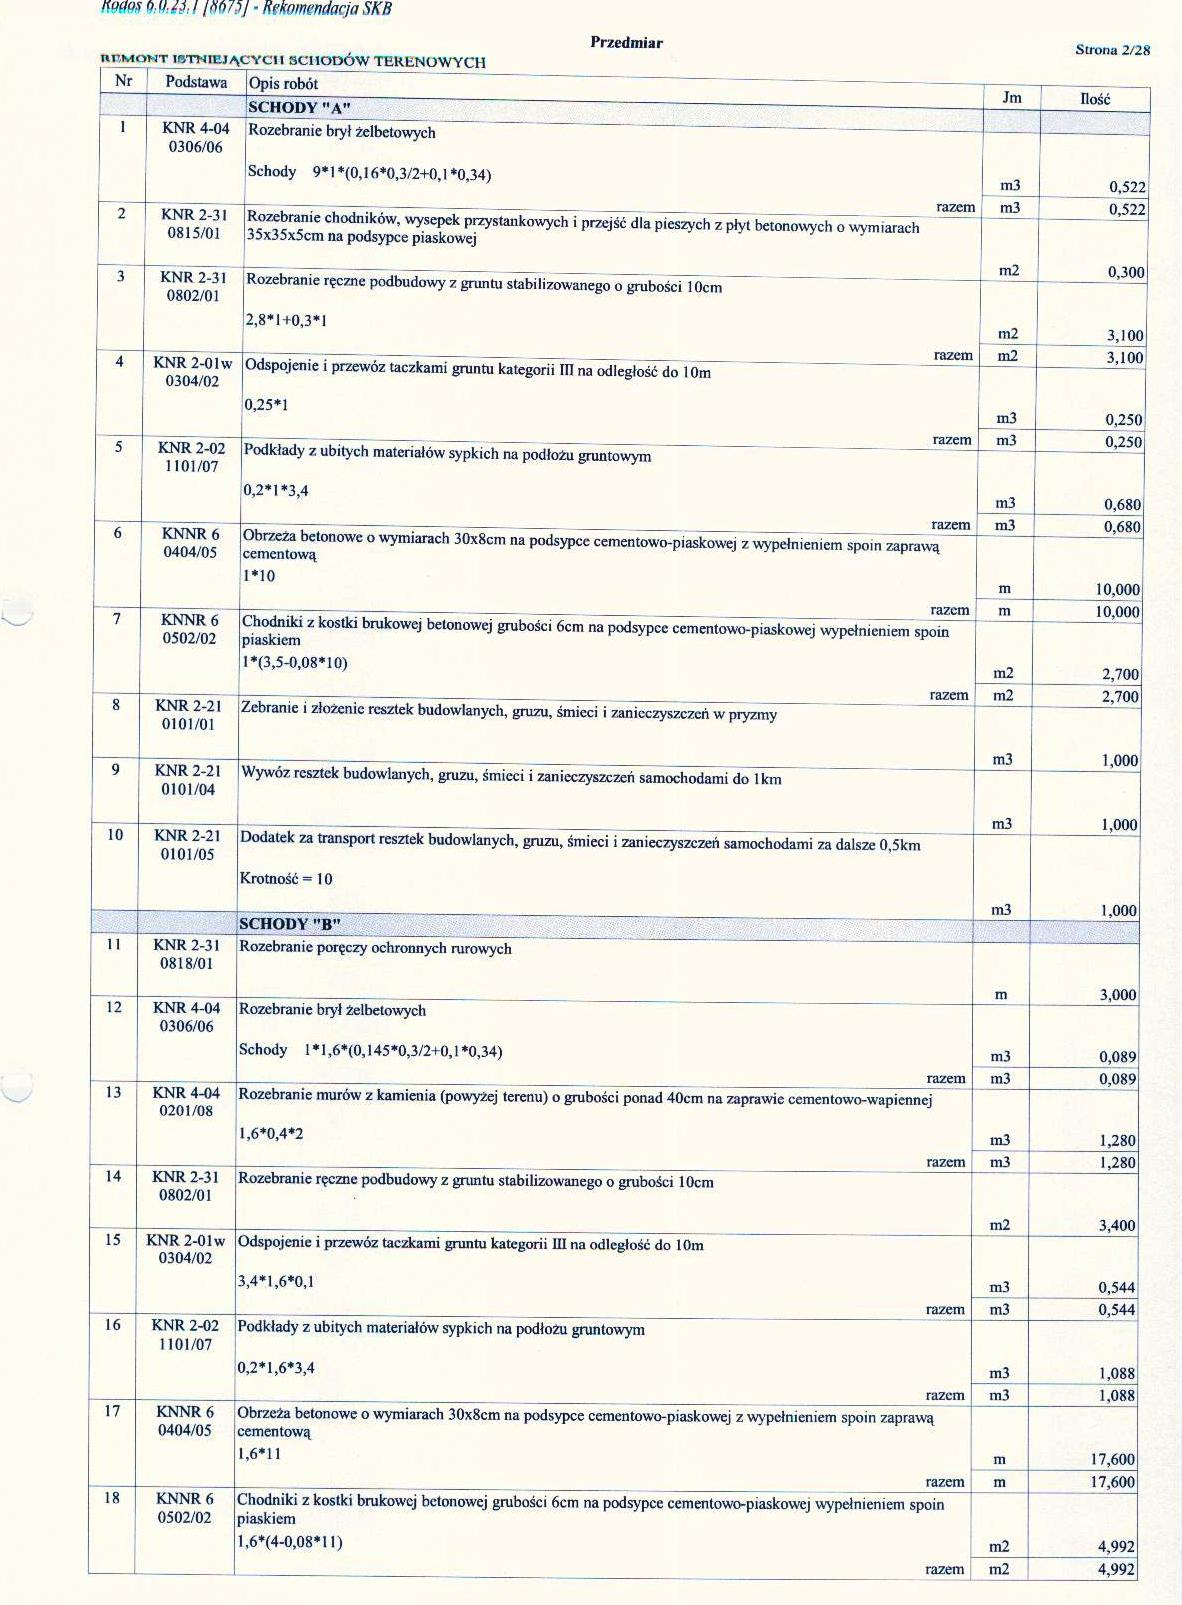 Rodos 6.0.23.1 [8675] - Rekomendacja SKB
Przedmiar
Strona 2/28
REMONT ISTNIEJĄCYCH SCHODÓW TERENOWYCH
Nr Podstawa Opis robót Jm Ilość
SCHODY "A"
1 KNR 4-04 Rozebranie brył żelbetowych
0306/06
Schody 9*1*(0,16*0,3/2+0,1*0,34) m3 0,522
razem m3 0,522
2 KNR 2-31 Rozebranie chodników, wysepek przystankowych i przejść dla pieszych z płyt betonowych o wymiarach
0815/01 35x35x5cm na podsypce piaskowej
m2 0,300
3 KNR 2-31 Rozebranie ręczne podbudowy z gruntu stabilizowanego o grubości 10cm
0802/01
2,8*1+0,3*1 m2 3,100
razem m2 3,100
4 KNR 2-01w Odspojenie i przewóz taczkami gruntu kategorii III na odległość do 10m
0304/02
0,25*1 m3 0,250
razem m3 0,250
5 KNR 2-02 Podkłady z ubitych materiałów sypkich na podłożu gruntowym
1101/07
0,2*1*3,4 m3 0,680
razem m3 0,680
6 KNNR 6 Obrzeża betonowe o wymiarach 30x8cm na podsypce cementowo-piaskowej z wypełnieniem spoin zaprawą
0404/05 cementową
1*10 m 10,000
razem m 10,000
7 KNNR 6 Chodniki z kostki brukowej betonowej grubości 6cm na podsypce cementowo-piaskowej wypełnieniem spoin
0502/02 piaskiem
1*(3,5-0,08*10) m2 2,700
razem m2 2,700
8 KNR 2-21 Zebranie i złożenie resztek budowlanych, gruzu, śmieci i zanieczyszczeń w pryzmy
0101/01
m3 1,000
9 KNR 2-21 Wywóz resztek budowlanych, gruzu, śmieci i zanieczyszczeń samochodami do 1km
0101/04
m3 1,000
10 KNR 2-21 Dodatek za transport resztek budowlanych, gruzu, śmieci i zanieczyszczeń samochodami za dalsze 0,5km
0101/05
Krotność = 10
m3 1,000
SCHODY "B"
11 KNR 2-31 Rozebranie poręczy ochronnych rurowych
0818/01
m 3,000
12 KNR 4-04 Rozebranie brył żelbetowych
0306/06
Schody 1*1,6*(0,145*0,3/2+0,1*0,34) m3 0,089
razem m3 0,089
13 KNR 4-04 Rozebranie murów z kamienia (powyżej terenu) o grubości ponad 40cm na zaprawie cementowo-wapiennej
0201/08
1,6*0,4*2 m3 1,280
razem m3 1,280
14 KNR 2-31 Rozebranie ręczne podbudowy z gruntu stabilizowanego o grubości 10cm
0802/01
m2 3,400
15 KNR 2-01w Odspojenie i przewóz taczkami gruntu kategorii III na odległość do 10m
0304/02
3,4*1,6*0,1 m3 0,544
razem m3 0,544
16 KNR 2-02 Podkłady z ubitych materiałów sypkich na podłożu gruntowym
1101/07
0,2*1,6*3,4 m3 1,088
razem m3 1,088
17 KNNR 6 Obrzeża betonowe o wymiarach 30x8cm na podsypce cementowo-piaskowej z wypełnieniem spoin zaprawą
0404/05 cementową
1,6*11 m 17,600
razem m 17,600
18 KNNR 6 Chodniki z kostki brukowej betonowej grubości 6cm na podsypce cementowo-piaskowej wypełnieniem spoin
0502/02 piaskiem
1,6*(4-0,08*11) m2 4,992
razem m2 4,992